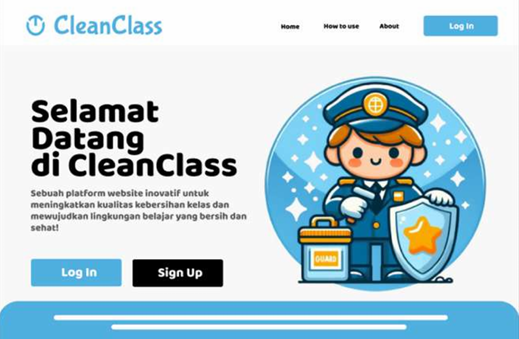 CleanClass
Home
How to use
About
Log In
Selamat
Datang
di CleanClass
Sebuah platform website inovatif untuk
meningkatkan kualitas kebersihan kelas dan
mewujudkan lingkungan belajar yang bersih dan
sehat!
Log In
Sign Up